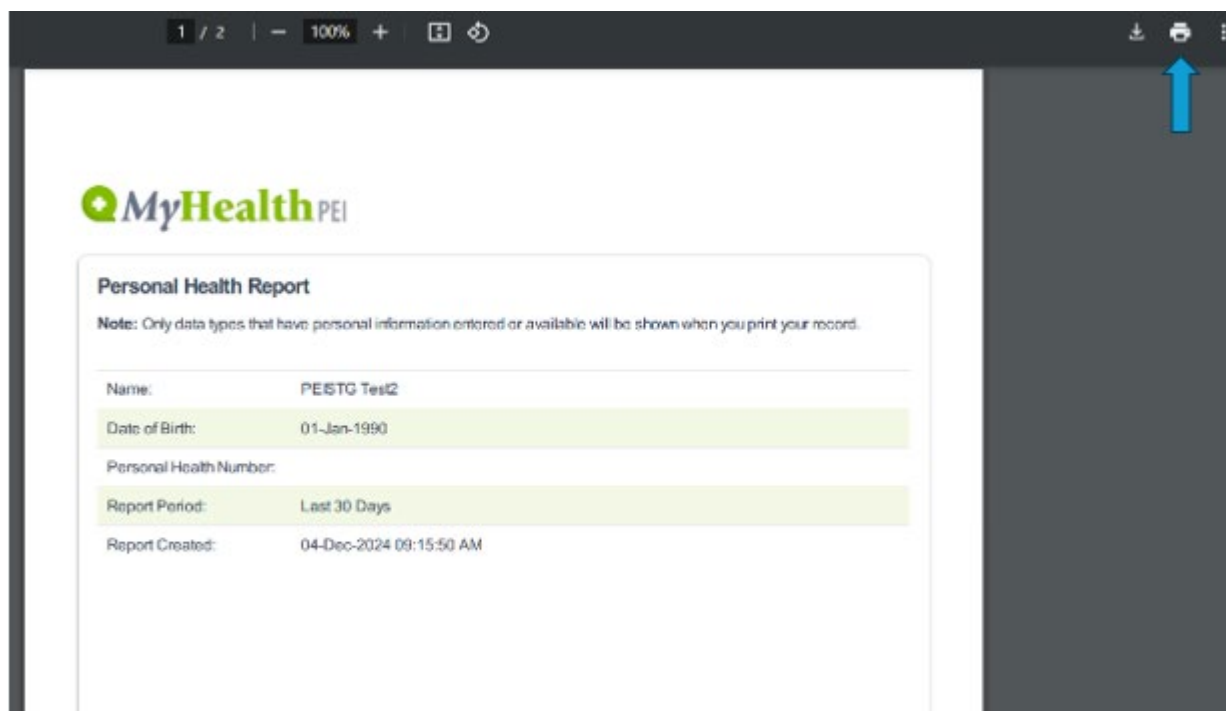 1 / 2 | − 100% +
MyHealth PEI
Personal Health Report
Note: Only data types that have personal information entered or available will be shown when you print your record.
Name: PEISTG Test2
Date of Birth: 01-Jan-1990
Personal Health Number:
Report Period: Last 30 Days
Report Created: 04-Dec-2024 09:15:50 AM